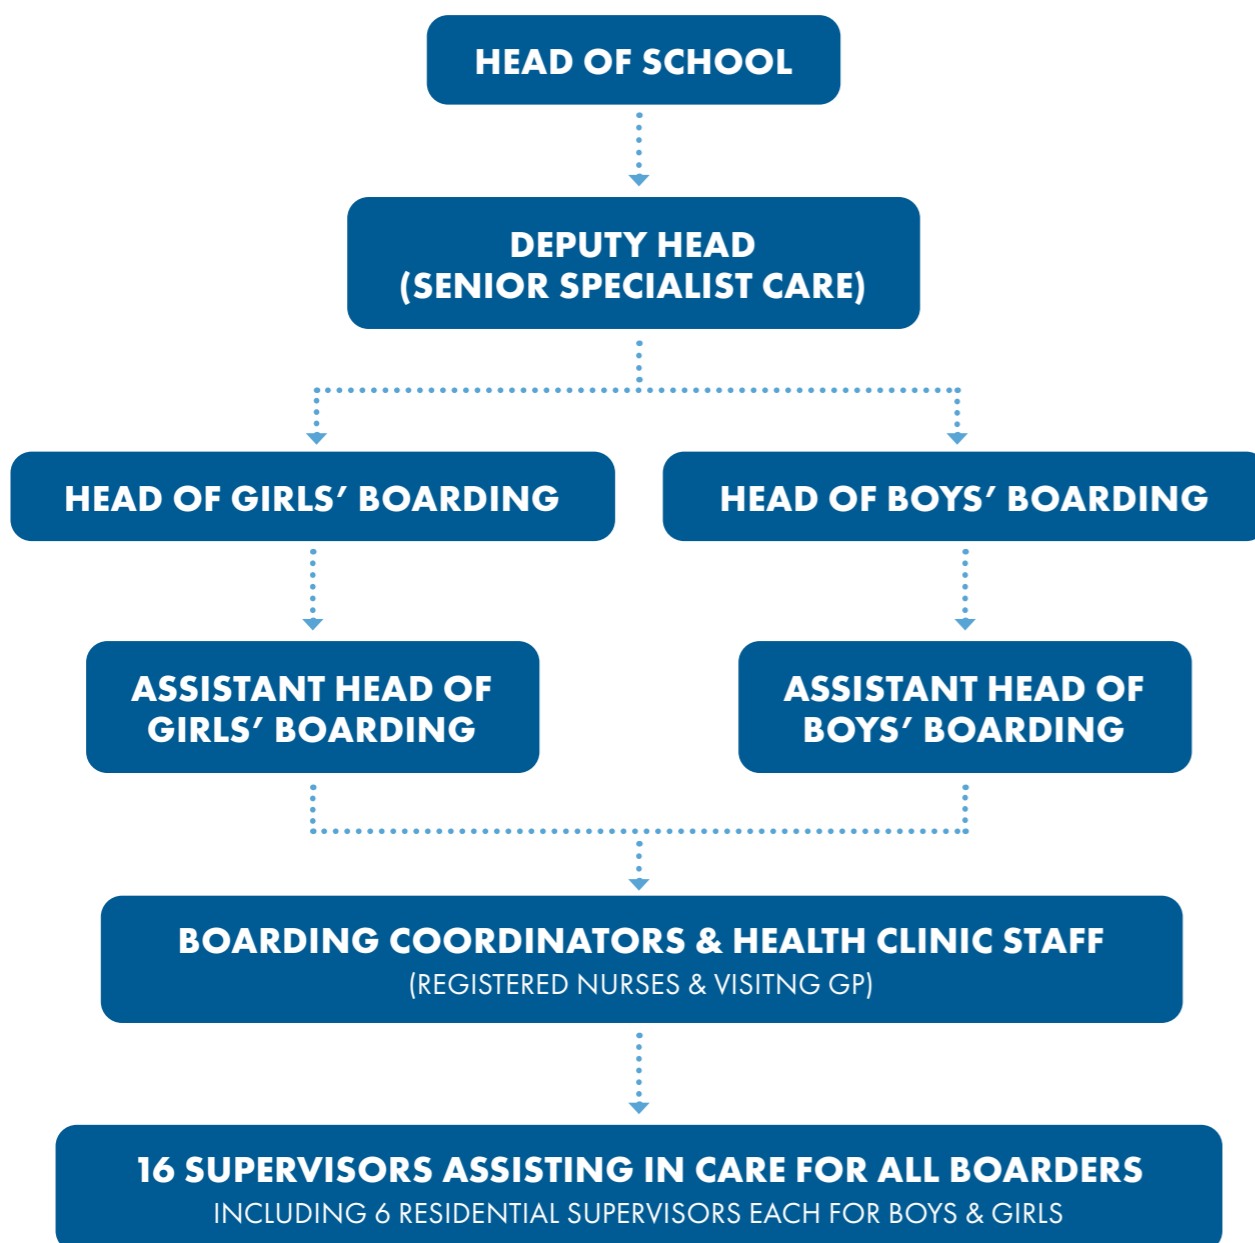 HEAD OF SCHOOL
DEPUTY HEAD
(SENIOR SPECIALIST CARE)
HEAD OF GIRLS’ BOARDING
HEAD OF BOYS’ BOARDING
ASSISTANT HEAD OF
GIRLS’ BOARDING
ASSISTANT HEAD OF
BOYS’ BOARDING
BOARDING COORDINATORS & HEALTH CLINIC STAFF
(REGISTERED NURSES & VISITNG GP)
16 SUPERVISORS ASSISTING IN CARE FOR ALL BOARDERS
INCLUDING 6 RESIDENTIAL SUPERVISORS EACH FOR BOYS & GIRLS